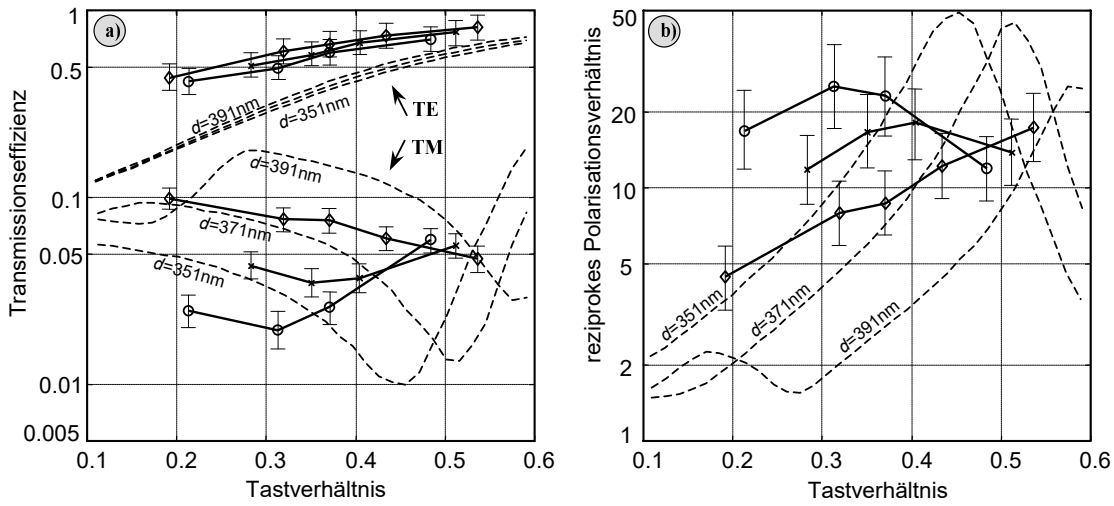 a)
1
0.5
0.1
0.05
0.01
0.005
Transmissionseffizienz
d=391nm
d=351nm
TE
TM
d=391nm
d=371nm
d=351nm
0.1
0.2
0.3
0.4
0.5
0.6
Tastverhältnis
b)
50
20
10
5
2
1
reziprokes Polarisationsverhältnis
d=351nm
d=371nm
d=391nm
0.1
0.2
0.3
0.4
0.5
0.6
Tastverhältnis